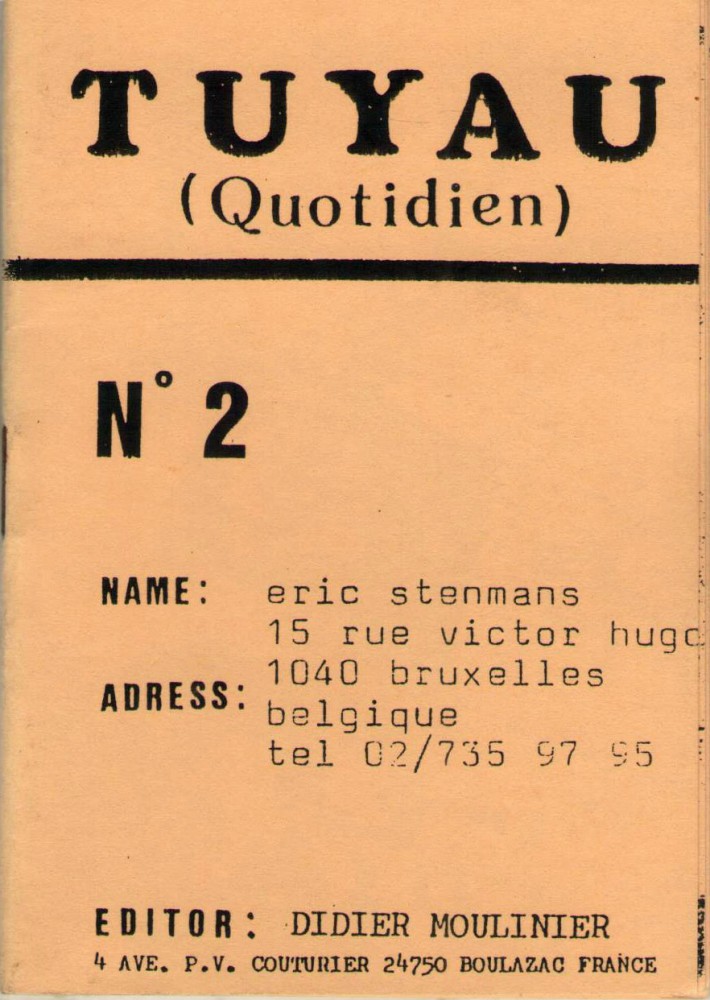 TUYAU
(Quotidien)
N° 2
NAME: eric stenmans
15 rue victor hugo
1040 bruxelles
ADRESS:
belgique
tel 02/735 97 95
EDITOR: DIDIER MOULINIER
4 AVE. P.V. COUTURIER 24750 BOULAZAC FRANCE